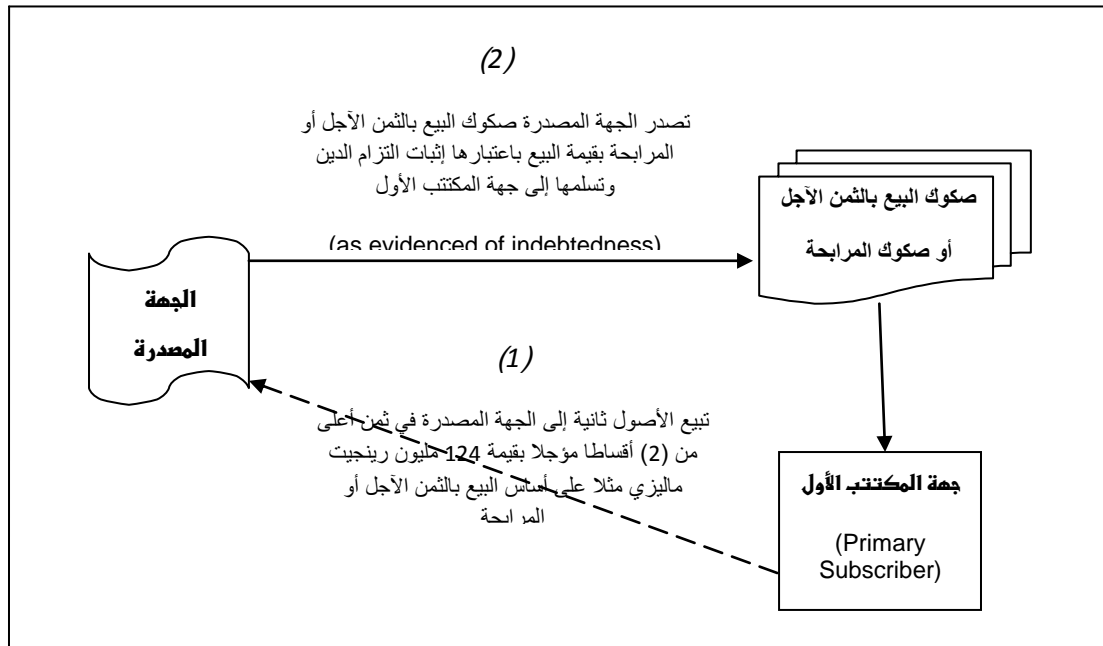 (2)
تصدر الجهة المصدرة صكوك البيع بالثمن الآجل أو
المرابحة بقيمة البيع باعتبارها إثبات التزام الدين
وتسلمها إلى جهة المكتتب الأول
(as evidenced of indebtedness)
صكوك البيع بالثمن الآجل
أو صكوك المرابحة
الجهة
المصدرة
(1)
تبيع الأصول ثانية إلى الجهة المصدرة في ثمن أعلى
من (2) أقساطا مؤجلا بقيمة 124 مليون رينجيت
ماليزي مثلا على أساس البيع بالثمن الآجل أو
المرابحة
جهة المكتتب الأول
(Primary
Subscriber)